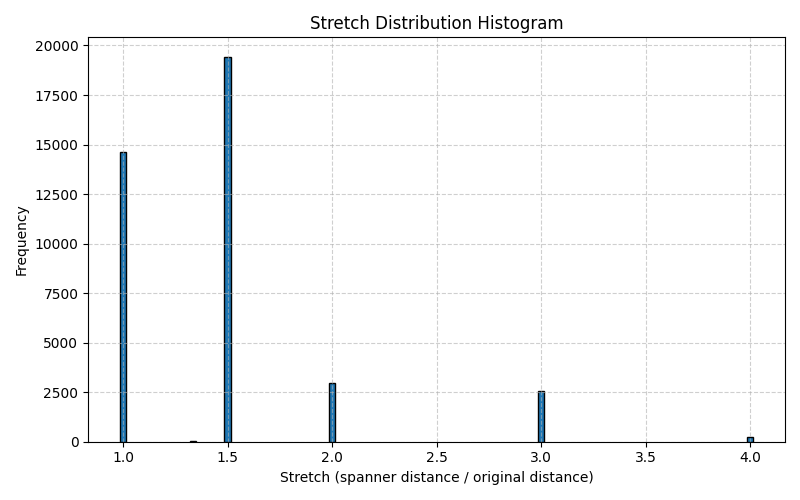 Stretch Distribution Histogram
Frequency
20000
17500
15000
12500
10000
7500
5000
2500
0
1.0 1.5 2.0 2.5 3.0 3.5 4.0
Stretch (spanner distance / original distance)